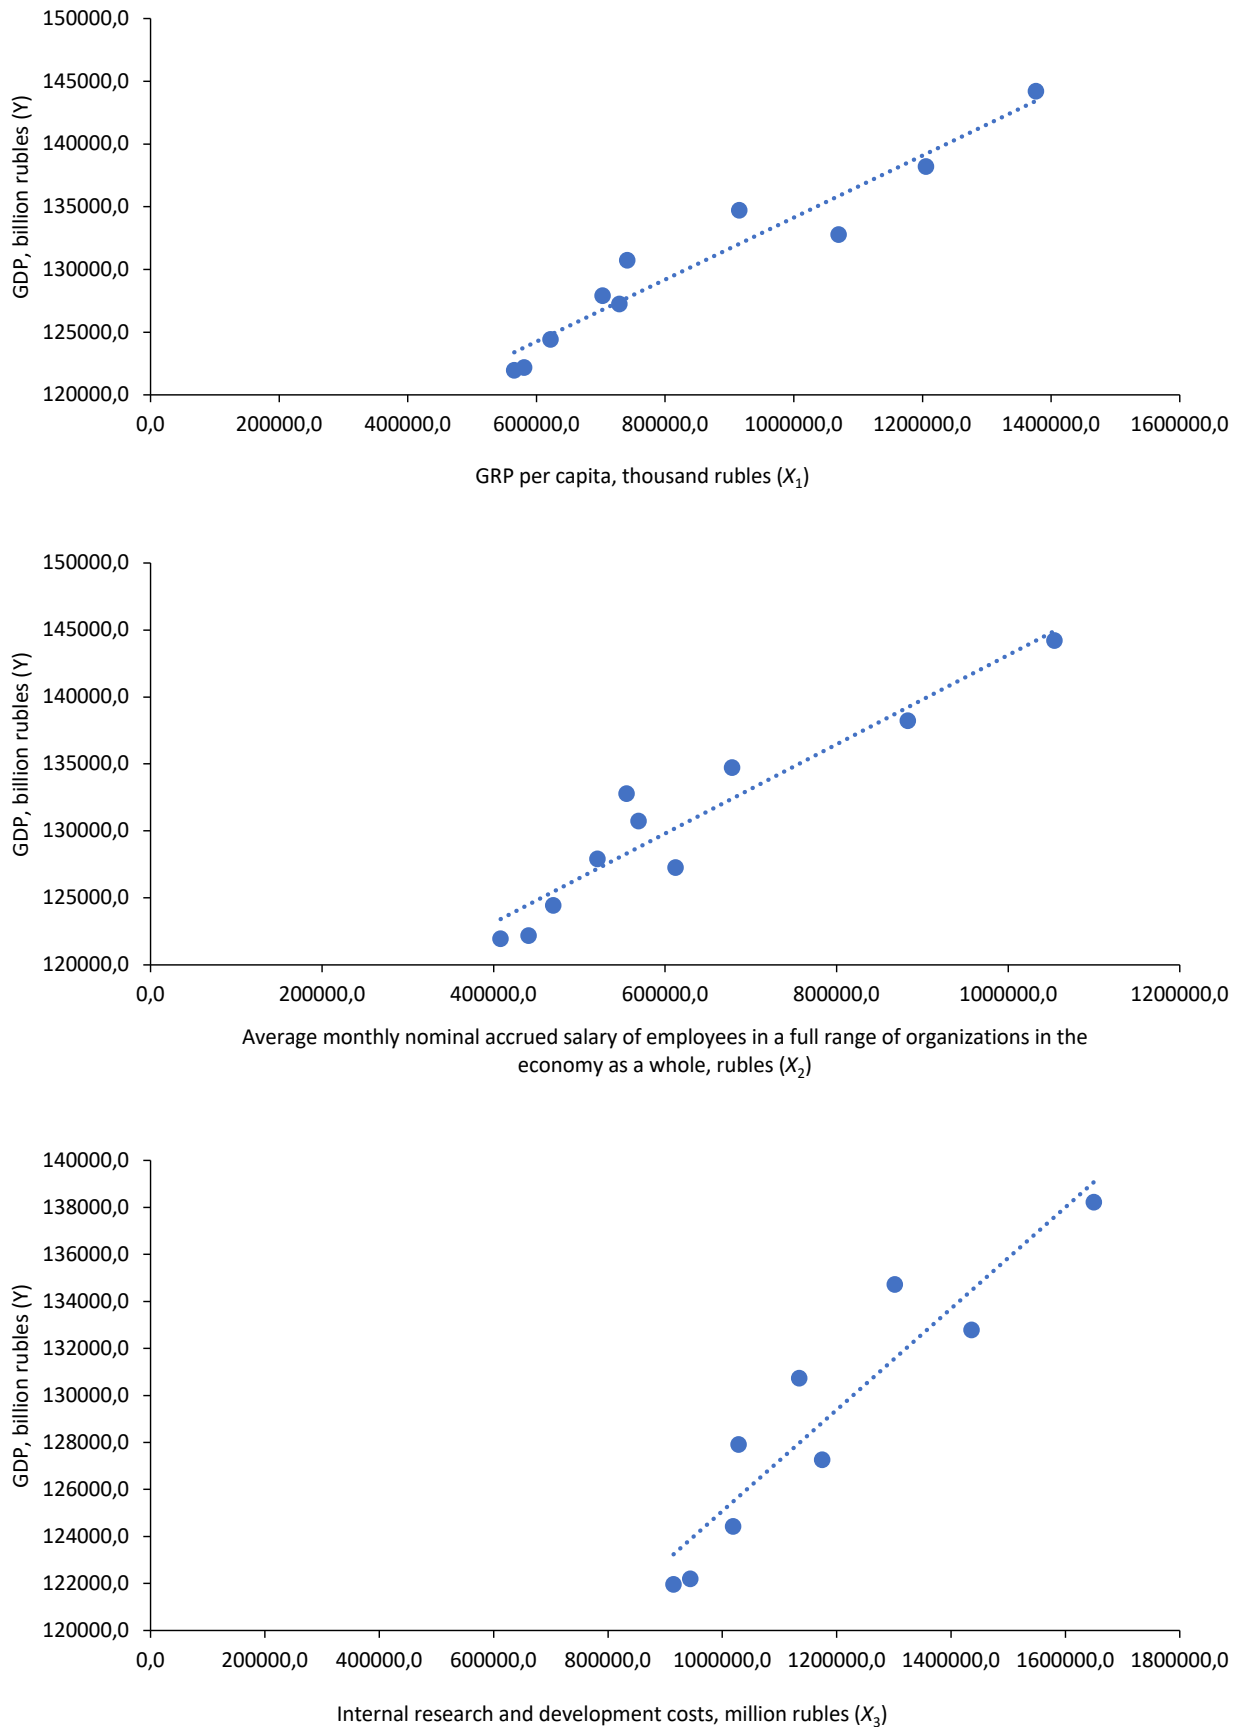 150000,0
145000,0
140000,0
135000,0
130000,0
125000,0
120000,0
GDP, billion rubles (Y)
0,0 200000,0 400000,0 600000,0 800000,0 1000000,0 1200000,0 1400000,0 1600000,0
GRP per capita, thousand rubles (X₁)
150000,0
145000,0
140000,0
135000,0
130000,0
125000,0
120000,0
GDP, billion rubles (Y)
0,0 200000,0 400000,0 600000,0 800000,0 1000000,0 1200000,0
Average monthly nominal accrued salary of employees in a full range of organizations in the
economy as a whole, rubles (X₂)
140000,0
138000,0
136000,0
134000,0
132000,0
130000,0
128000,0
126000,0
124000,0
122000,0
120000,0
GDP, billion rubles (Y)
0,0 200000,0 400000,0 600000,0 800000,0 1000000,0 1200000,0 1400000,0 1600000,0 1800000,0
Internal research and development costs, million rubles (X₃)